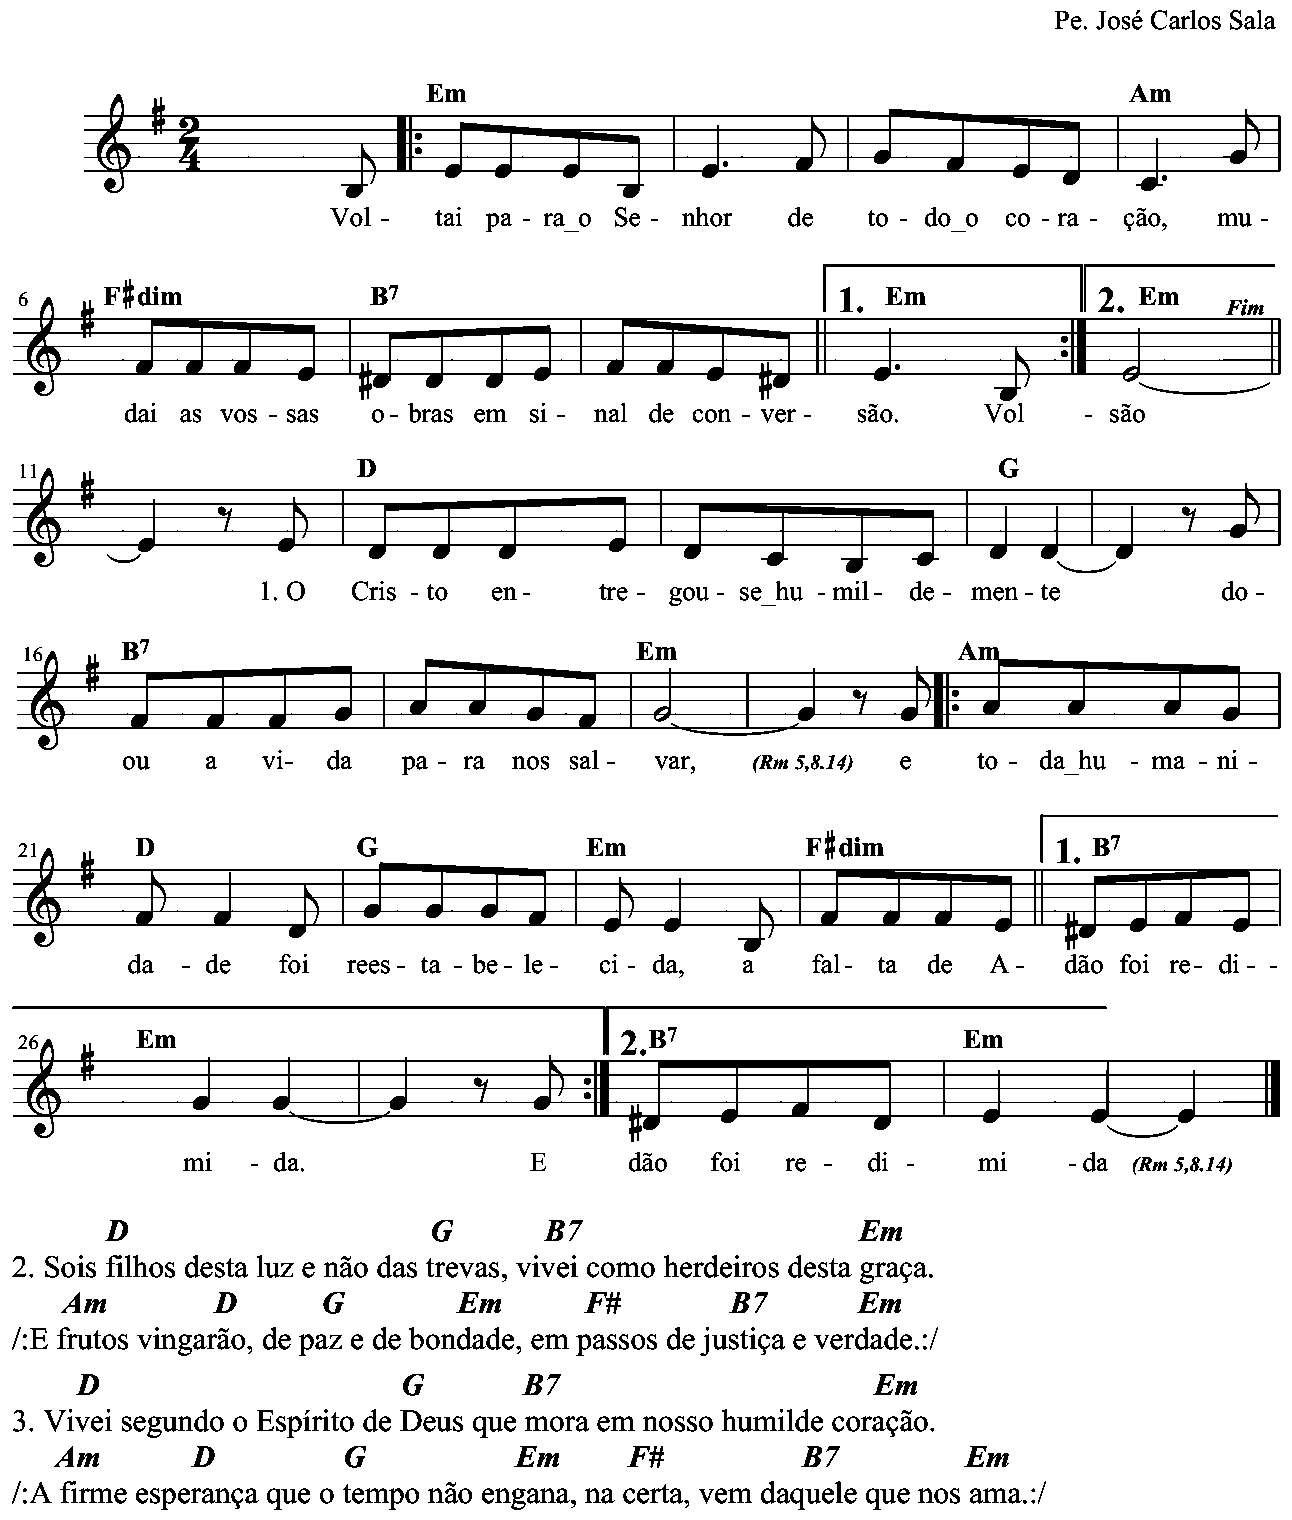 Pe. José Carlos Sala
Em Am
2/4
Vol- tai pa-ra_o Se-nhor de to-do_o co-ra-ção, mu-
6 F#dim B7 1. Em 2. Em Fim
dai as vos-sas o-bras em si-nal de con-ver-são. Vol -são
11 D G
1. O Cris-to en-tre-gou-se_hu-mil-de-men-te do-
16 B7 Em Am
ou a vi-da pa-ra nos sal-var, (Rm 5,8.14) e to-da_hu-ma-ni-
21 D G Em F#dim 1. B7
da-de foi rees-ta-be-le-ci-da, a fal-ta de A-dão foi re-di--
26 Em 2. B7 Em
mi-da. E dão foi re-di-mi-da (Rm 5,8.14)
D G B7 Em
2. Sois filhos desta luz e não das trevas, vivei como herdeiros desta graça.
Am D G Em F# B7 Em
/:E frutos vingarão, de paz e de bondade, em passos de justiça e verdade.:/
D G B7 Em
3. Vivei segundo o Espírito de Deus que mora em nosso humilde coração.
Am D G Em F# B7 Em
/:A firme esperança que o tempo não engana, na certa, vem daquele que nos ama.:/